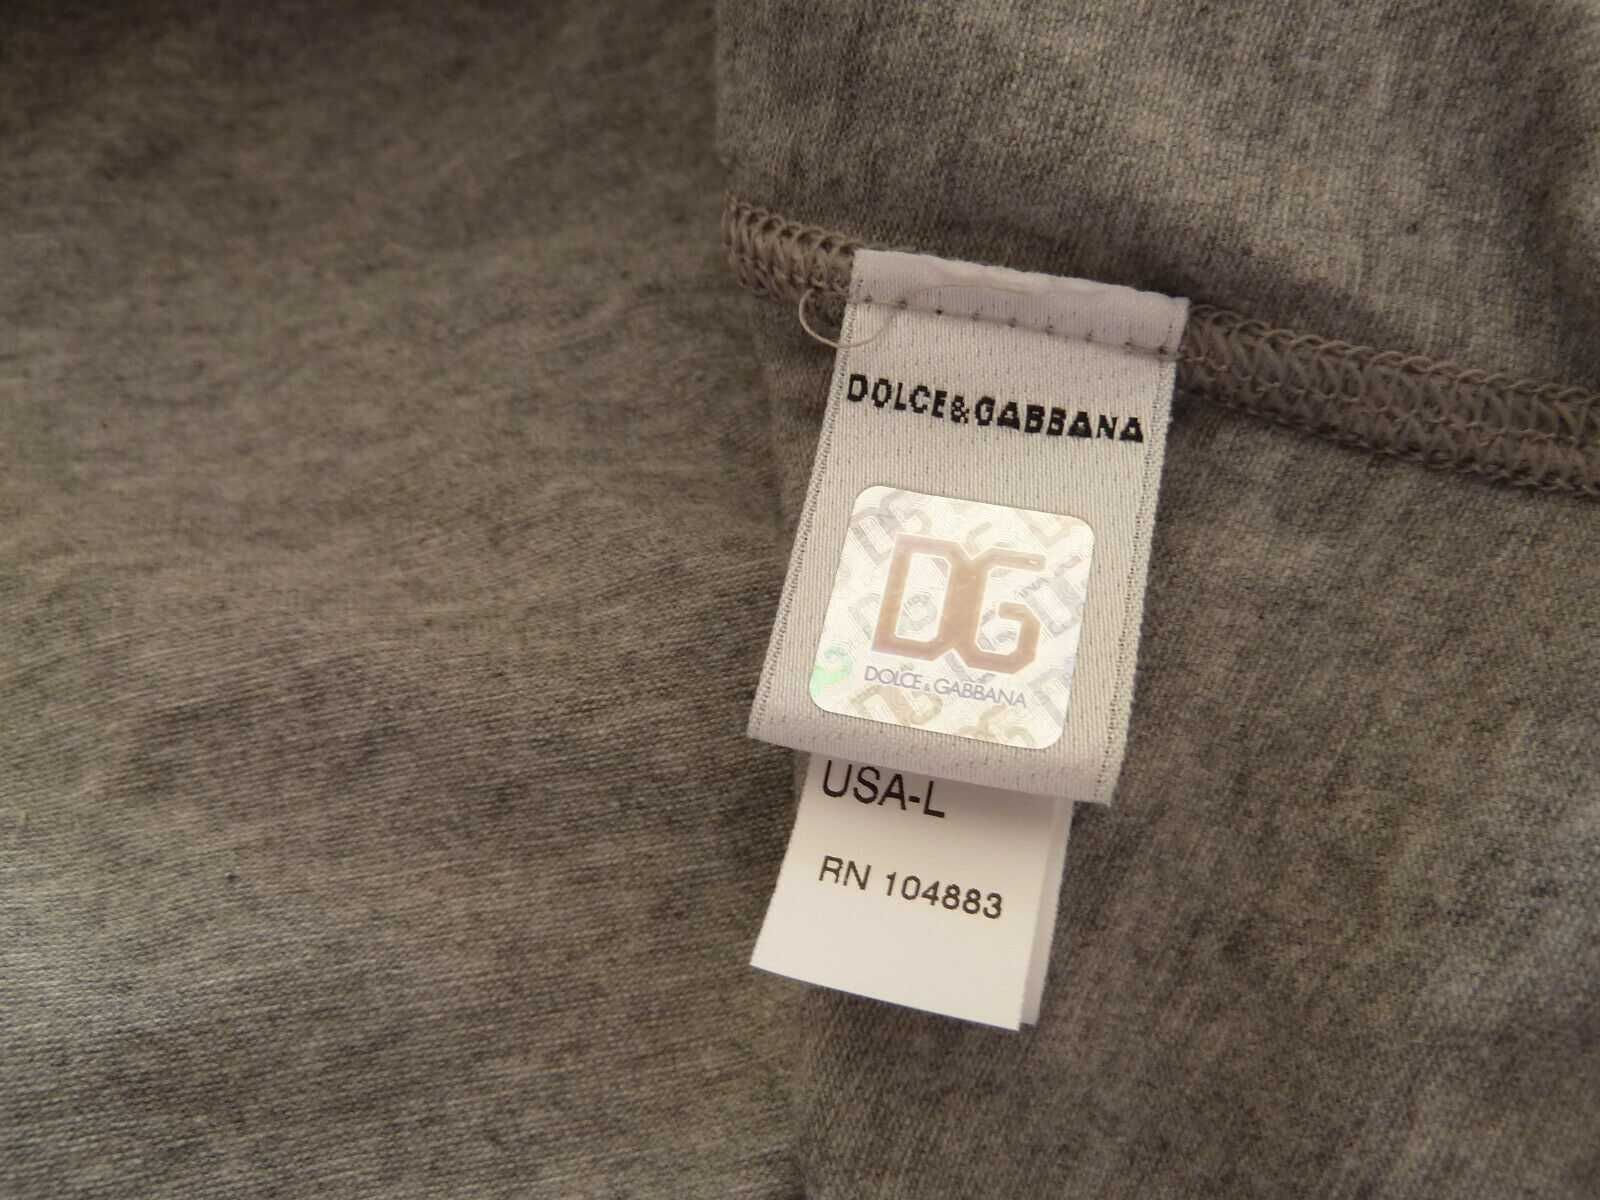 DOLCE&GABBANA
DG
DOLCE & GABBANA
USA-L
RN 104883